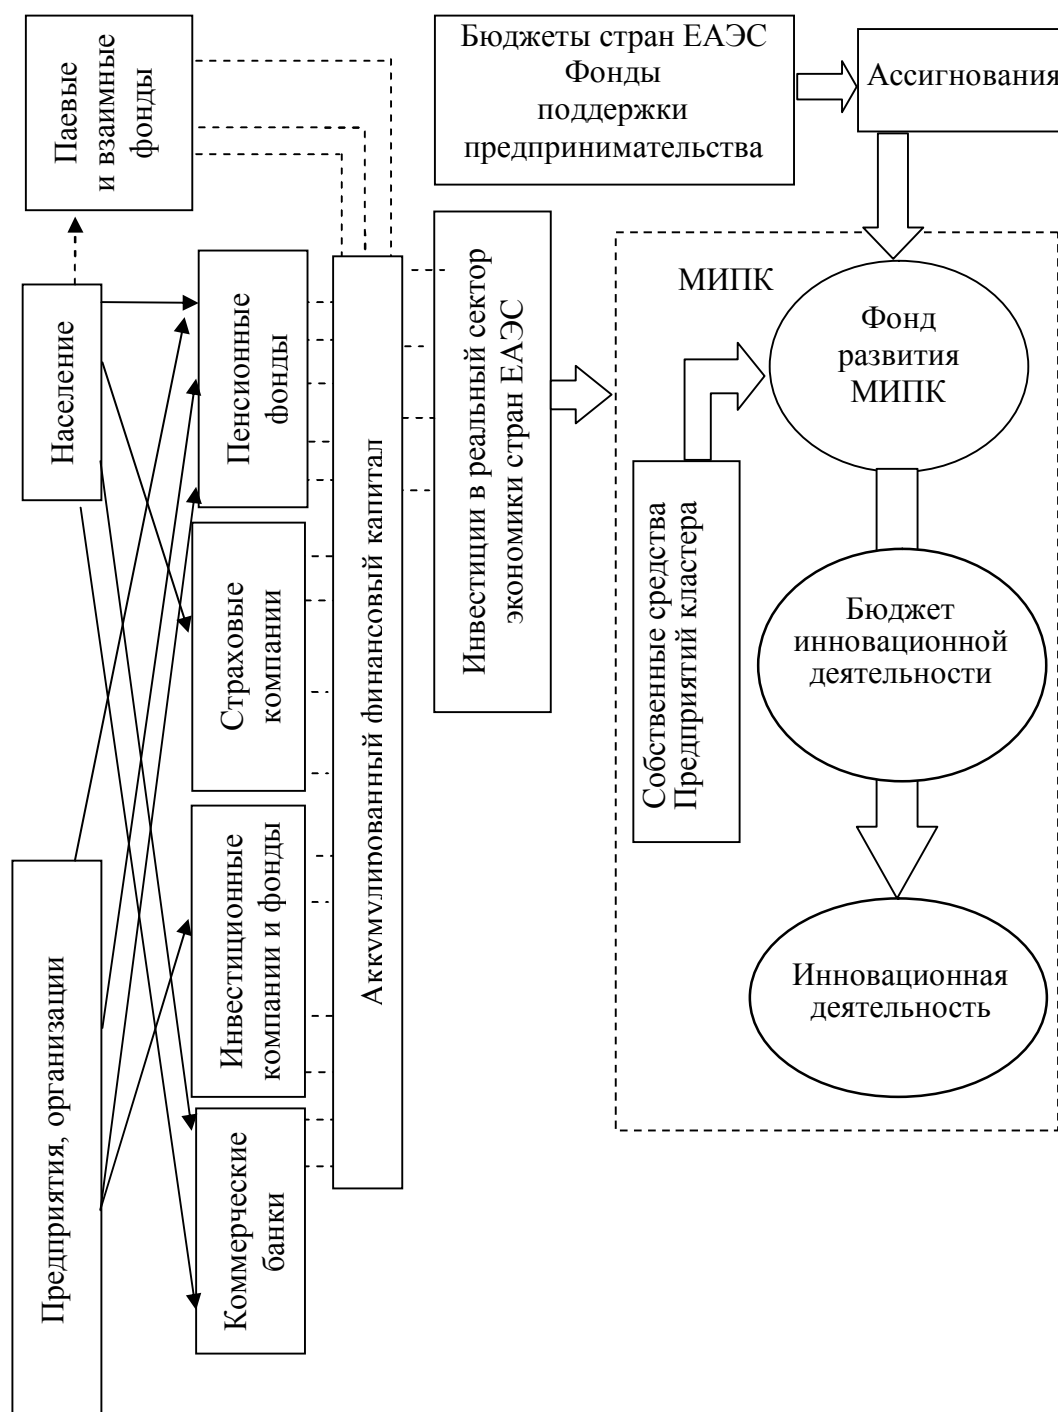 Паевые
и взаимные
фонды
Бюджеты стран ЕАЭС
Фонды
поддержки
предпринимательства
Ассигнования
Население
Пенсионные
фонды
Страховые
компании
Инвестиционные
компании и фонды
Коммерческие
банки
Предприятия, организации
Аккумулированный финансовый капитал
Инвестиции в реальный сектор
экономики стран ЕАЭС
МИПК
Фонд
развития
МИПК
Собственные средства
Предприятий кластера
Бюджет
инновационной
деятельности
Инновационная
деятельность